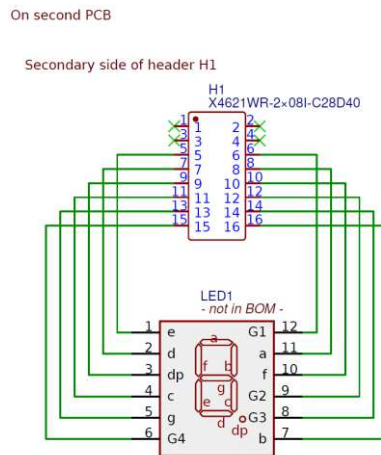 On second PCB
Secondary side of header H1
H1
X4621WR-2×08I-C28D40
1 1 2 2
3 3 4 4
5 5 6 6
7 7 8 8
9 9 10 10
11 11 12 12
13 13 14 14
15 15 16 16
LED1
- not in BOM -
1 e G1 12
2 d a 11
3 dp f 10
4 c G2 9
5 g G3 8
6 G4 b 7
a
f b
g
e c
d
dp